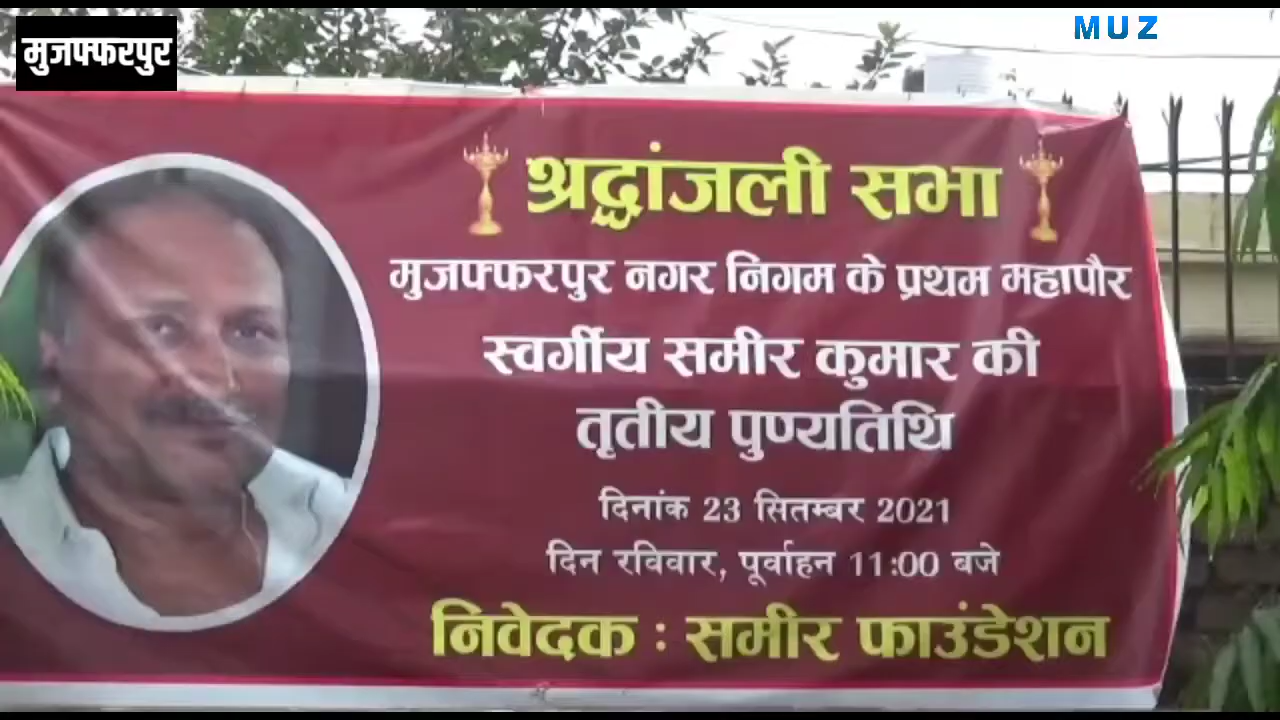 मुजफ्फरपुर
MUZ
श्रद्धांजली सभा
मुजफ्फरपुर नगर निगम के प्रथम महापौर
स्वर्गीय समीर कुमार की
तृतीय पुण्यतिथि
दिनांक 23 सितम्बर 2021
दिन रविवार, पूर्वाहन 11:00 बजे
निवेदक : समीर फाउंडेशन